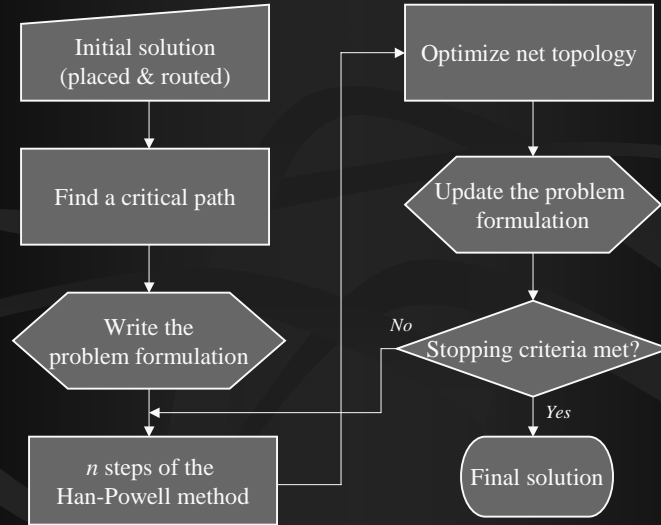 Initial solution
(placed & routed)
Find a critical path
Write the
problem formulation
n steps of the
Han-Powell method
Optimize net topology
Update the problem
formulation
Stopping criteria met?
No
Yes
Final solution